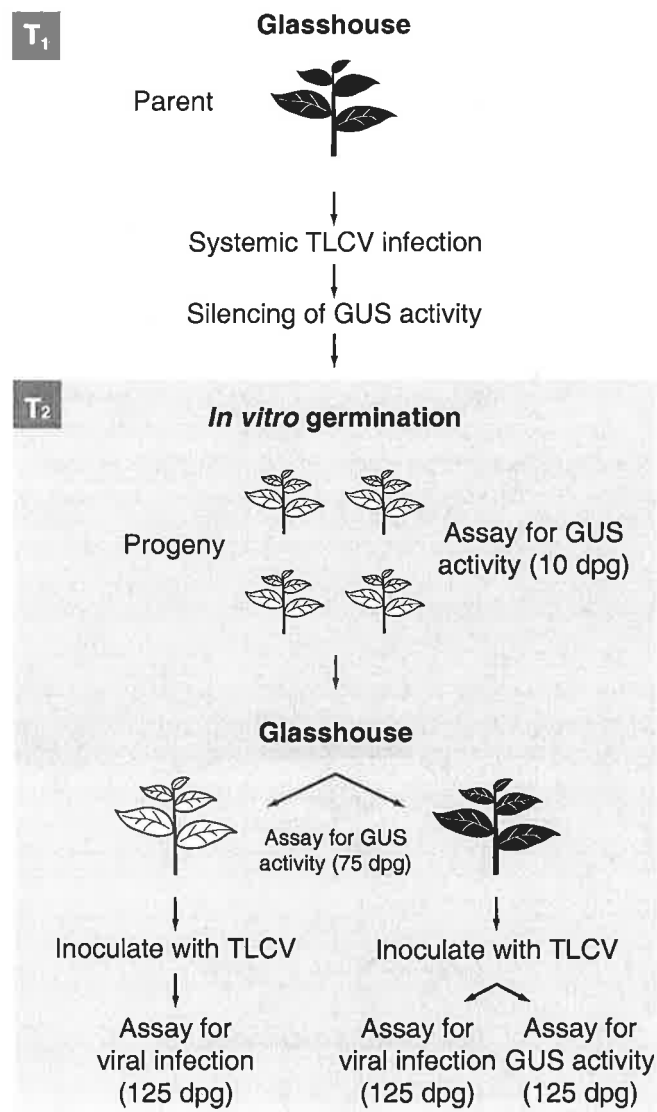 T1
Glasshouse
Parent
Systemic TLCV infection
Silencing of GUS activity
T2
In vitro germination
Progeny
Assay for GUS
activity (10 dpg)
Glasshouse
Assay for GUS
activity (75 dpg)
Inoculate with TLCV
Inoculate with TLCV
Assay for
viral infection
(125 dpg)
Assay for
viral infection
(125 dpg)
Assay for
GUS activity
(125 dpg)